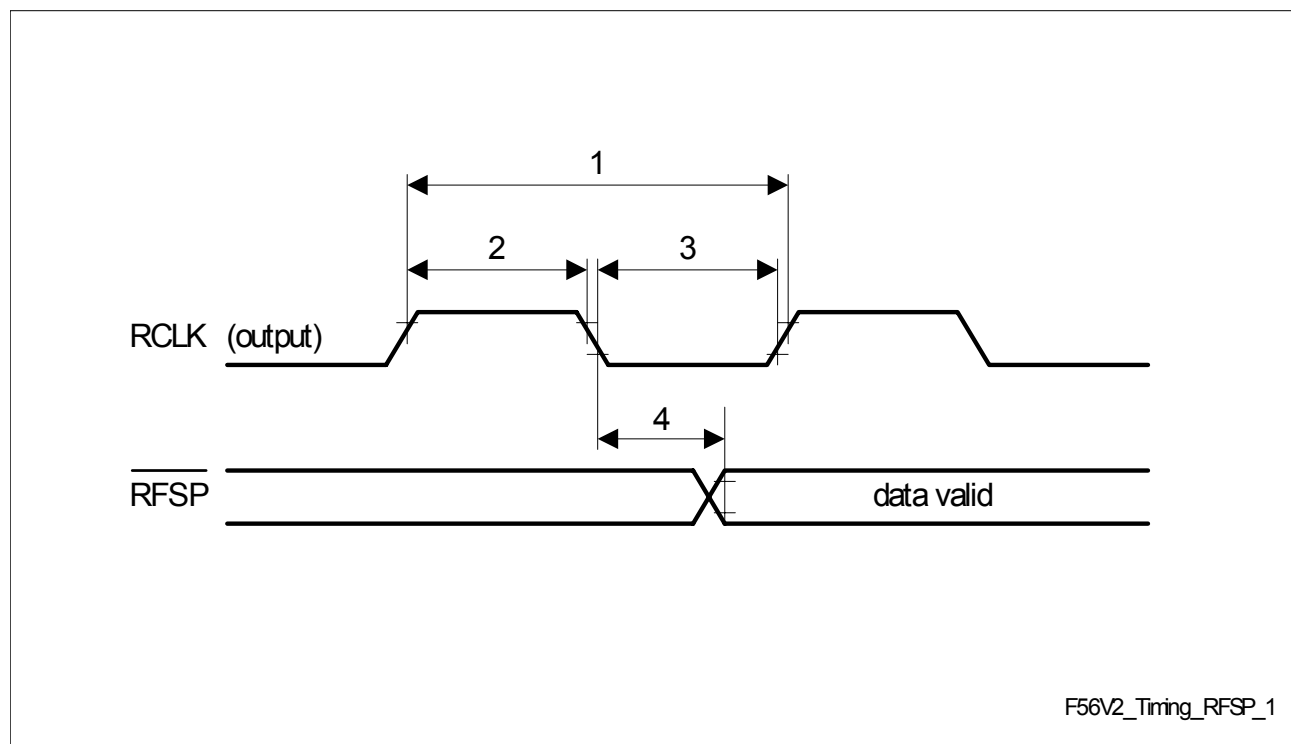 1
2
3
RCLK (output)
4
RFSP
data valid
F56V2_Timing_RFSP_1